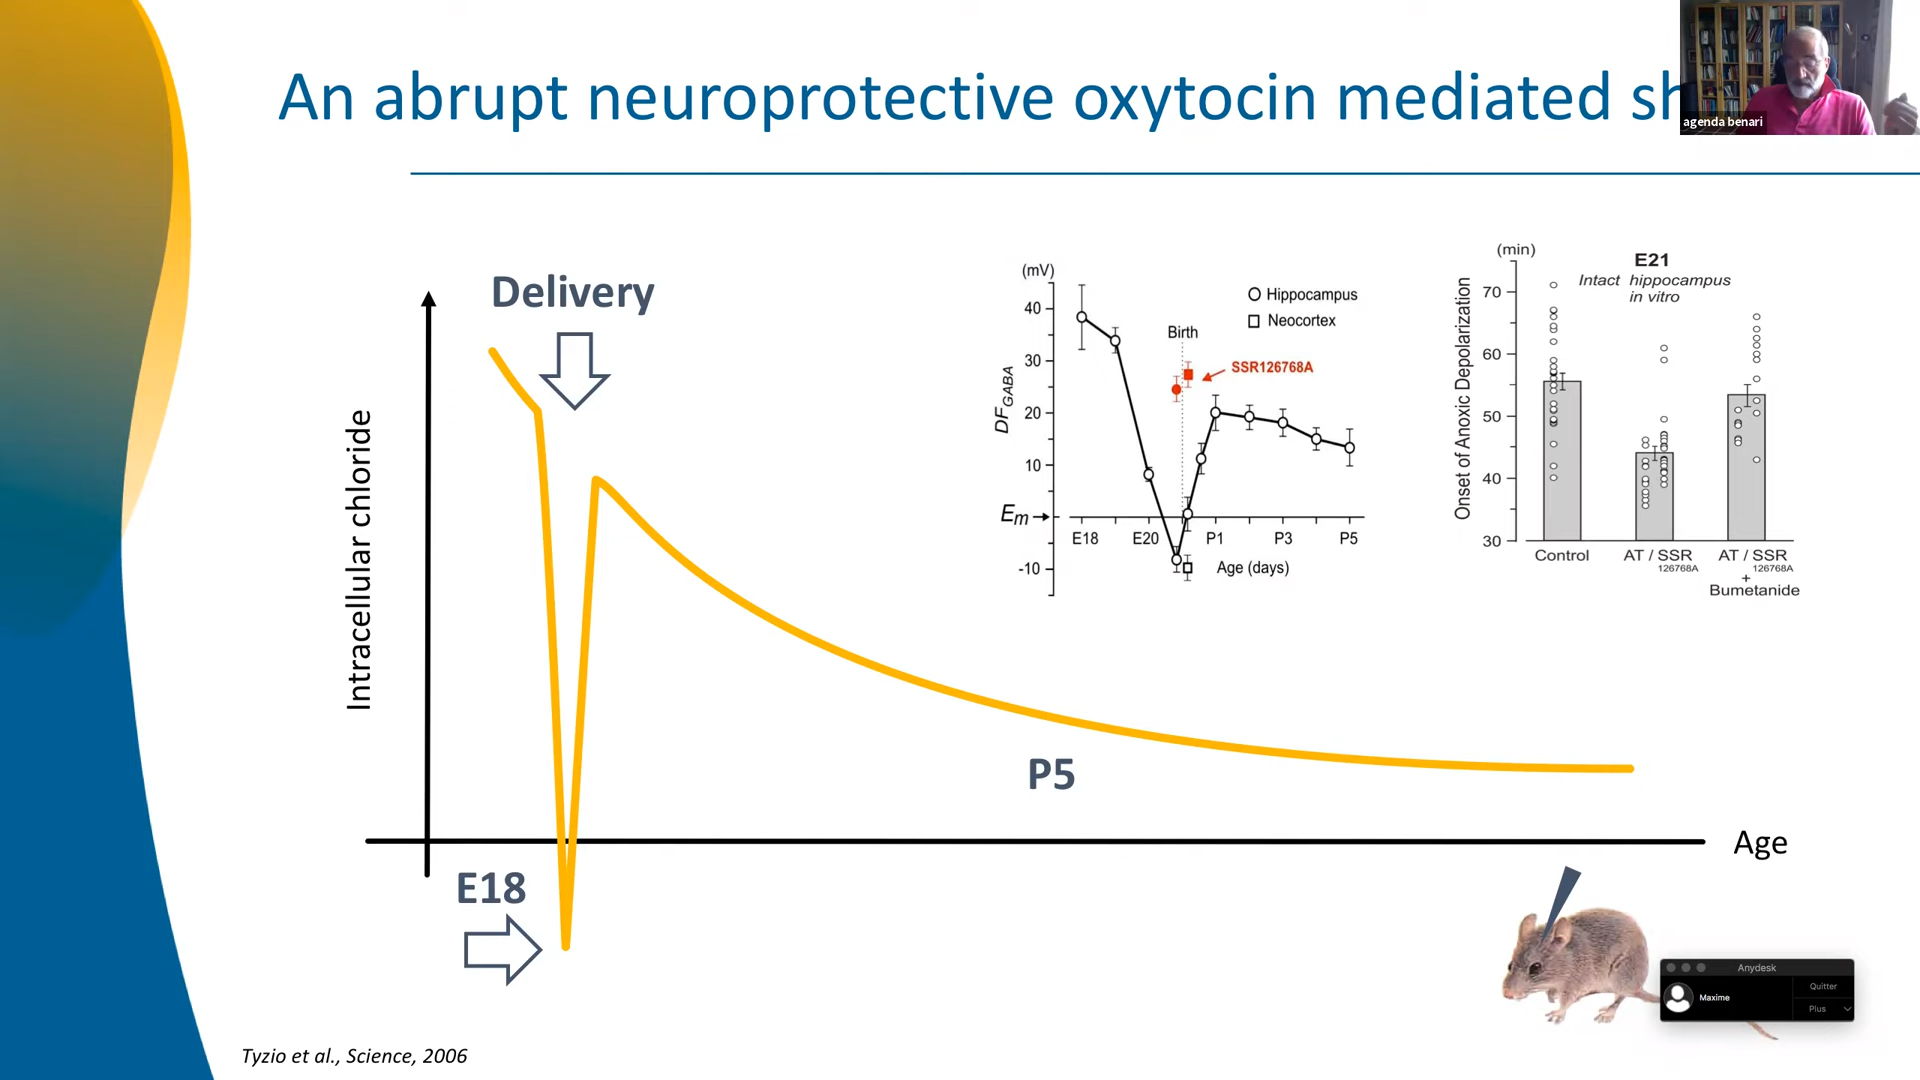 An abrupt neuroprotective oxytocin mediated sh
agenda benari
Delivery
Intracellular chloride
E18
P5
Age
(mV)
40
30
20
10
-10
DFGABA
Em
Hippocampus
Neocortex
Birth
SSR126768A
E18
E20
P1
P3
P5
Age (days)
(min)
E21
Intact hippocampus
in vitro
Onset of Anoxic Depolarization
70
60
50
40
30
Control
AT / SSR
126768A
AT / SSR
126768A
+
Bumetanide
Anydesk
Maxime
Quitter
Plus
Tyzio et al., Science, 2006